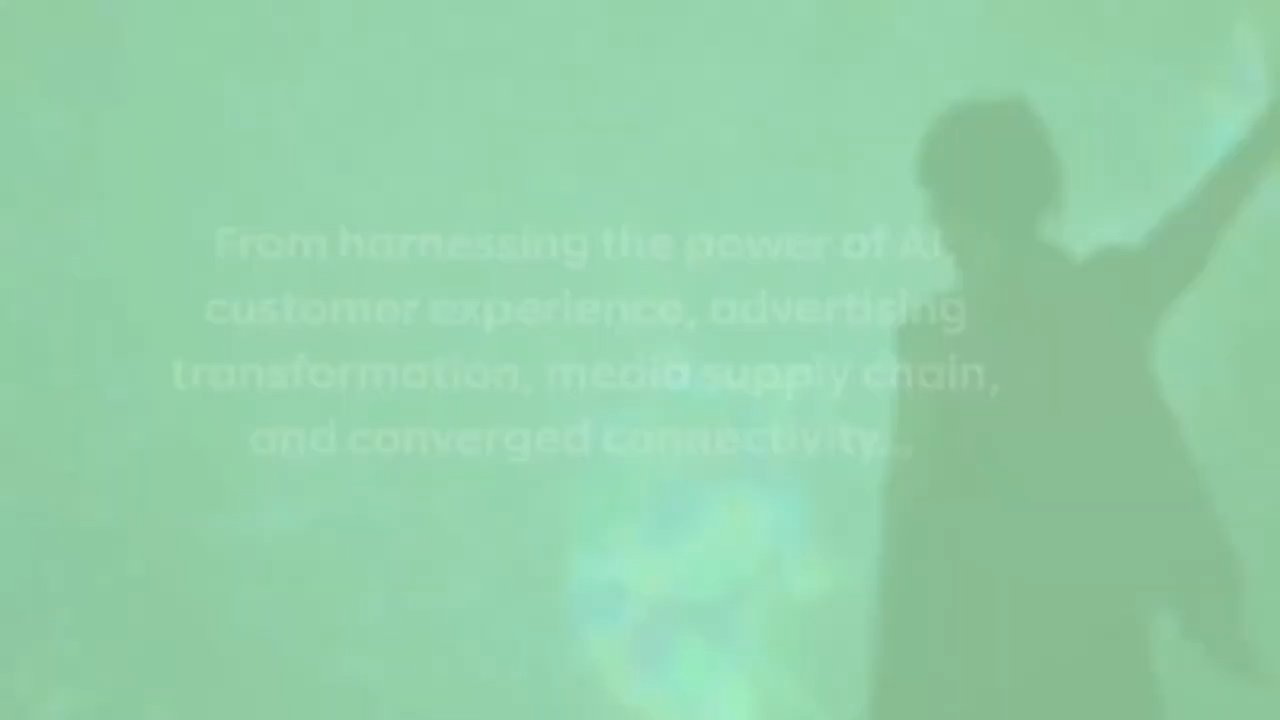 From harnessing the power of AI,
customer experience, advertising
transformation, media supply chain,
and converged connectivity...